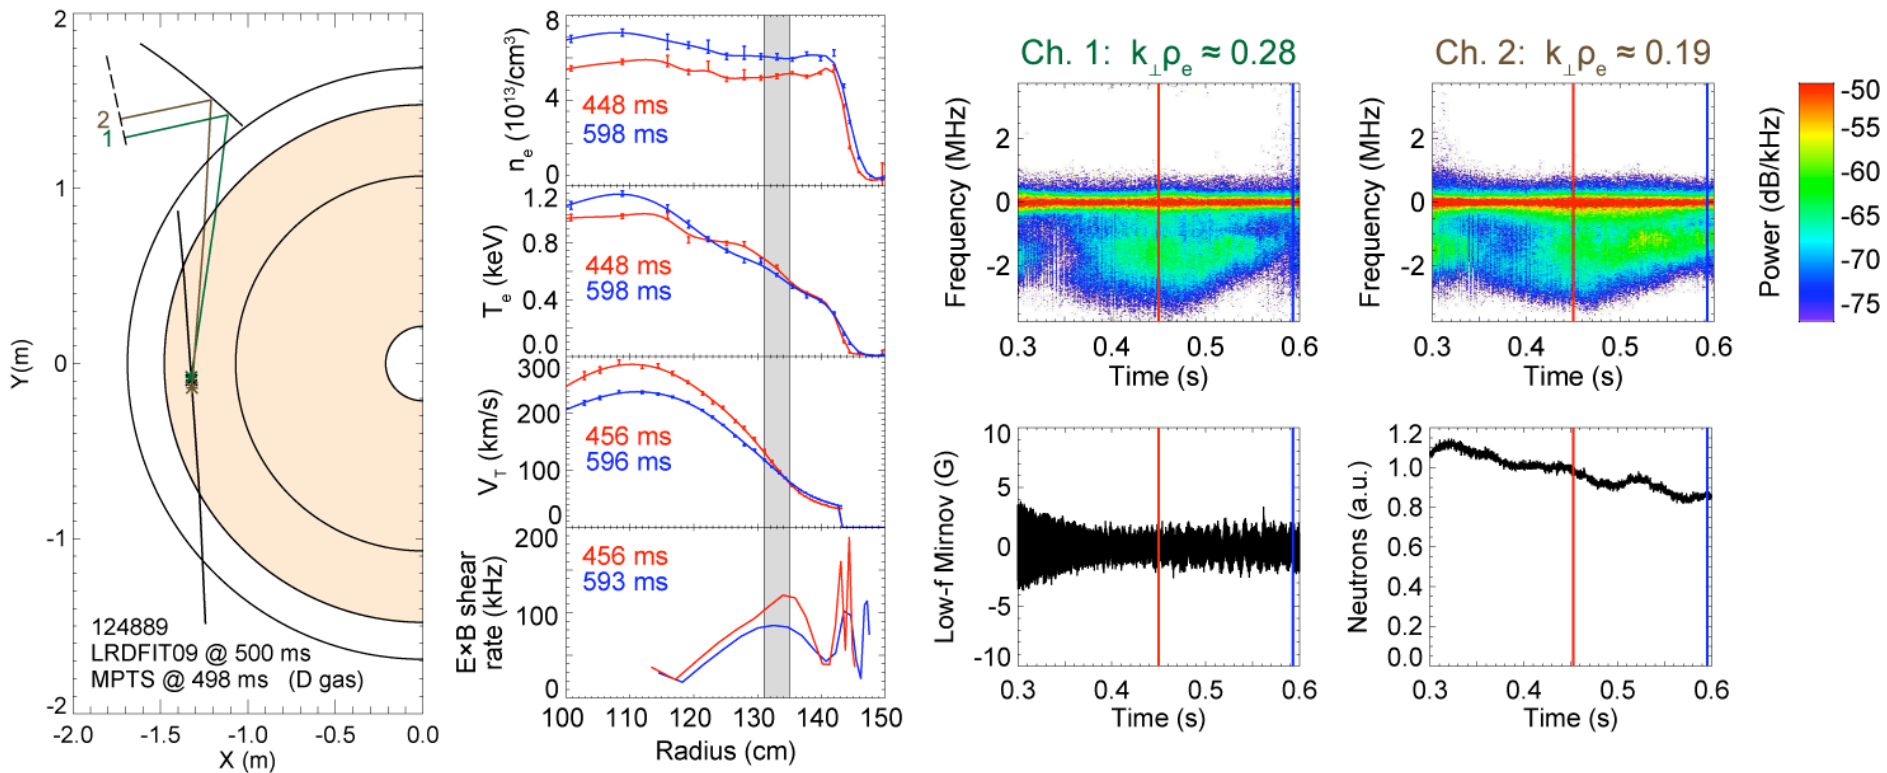 2
1
0
-1
-2
Y(m)
-2.0
-1.5
-1.0
-0.5
0.0
X (m)
2
1
124889
LRDFIT09 @ 500 ms
MPTS @ 498 ms (D gas)
8
4
0
n_e (10^13/cm^3)
448 ms
598 ms
1.2
0.8
0.4
0.0
T_e (keV)
448 ms
598 ms
300
200
100
0
V_T (km/s)
456 ms
596 ms
200
100
0
E×B shear
rate (kHz)
456 ms
593 ms
100
110
120
130
140
150
Radius (cm)
Ch. 1: k_⊥ρ_e ≈ 0.28
2
0
-2
Frequency (MHz)
0.3
0.4
0.5
0.6
Time (s)
Ch. 2: k_⊥ρ_e ≈ 0.19
2
0
-2
Frequency (MHz)
0.3
0.4
0.5
0.6
Time (s)
Power (dB/kHz)
-50
-55
-60
-65
-70
-75
10
5
0
-5
-10
Low-f Mirnov (G)
0.3
0.4
0.5
0.6
Time (s)
1.2
1.0
0.8
0.6
0.4
0.2
0.0
Neutrons (a.u.)
0.3
0.4
0.5
0.6
Time (s)